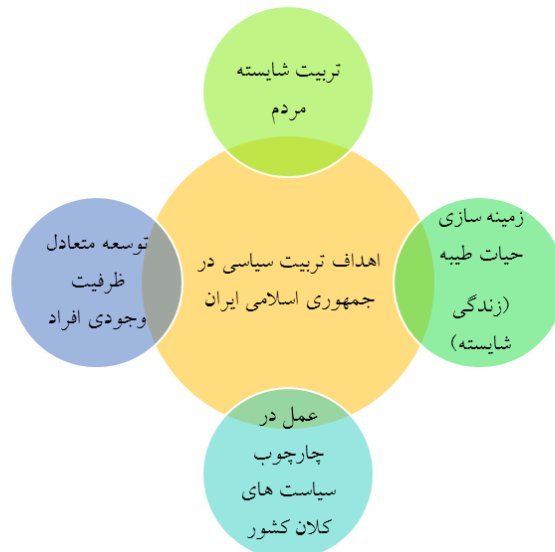 تربیت شایسته
مردم
زمینه سازی
حیات طیبه
(زندگی
شایسته)
اهداف تربیت سیاسی در
جمهوری اسلامی ایران
توسعه متعادل
ظرفیت
وجودی افراد
عمل در
چارچوب
سیاست های
کلان کشور